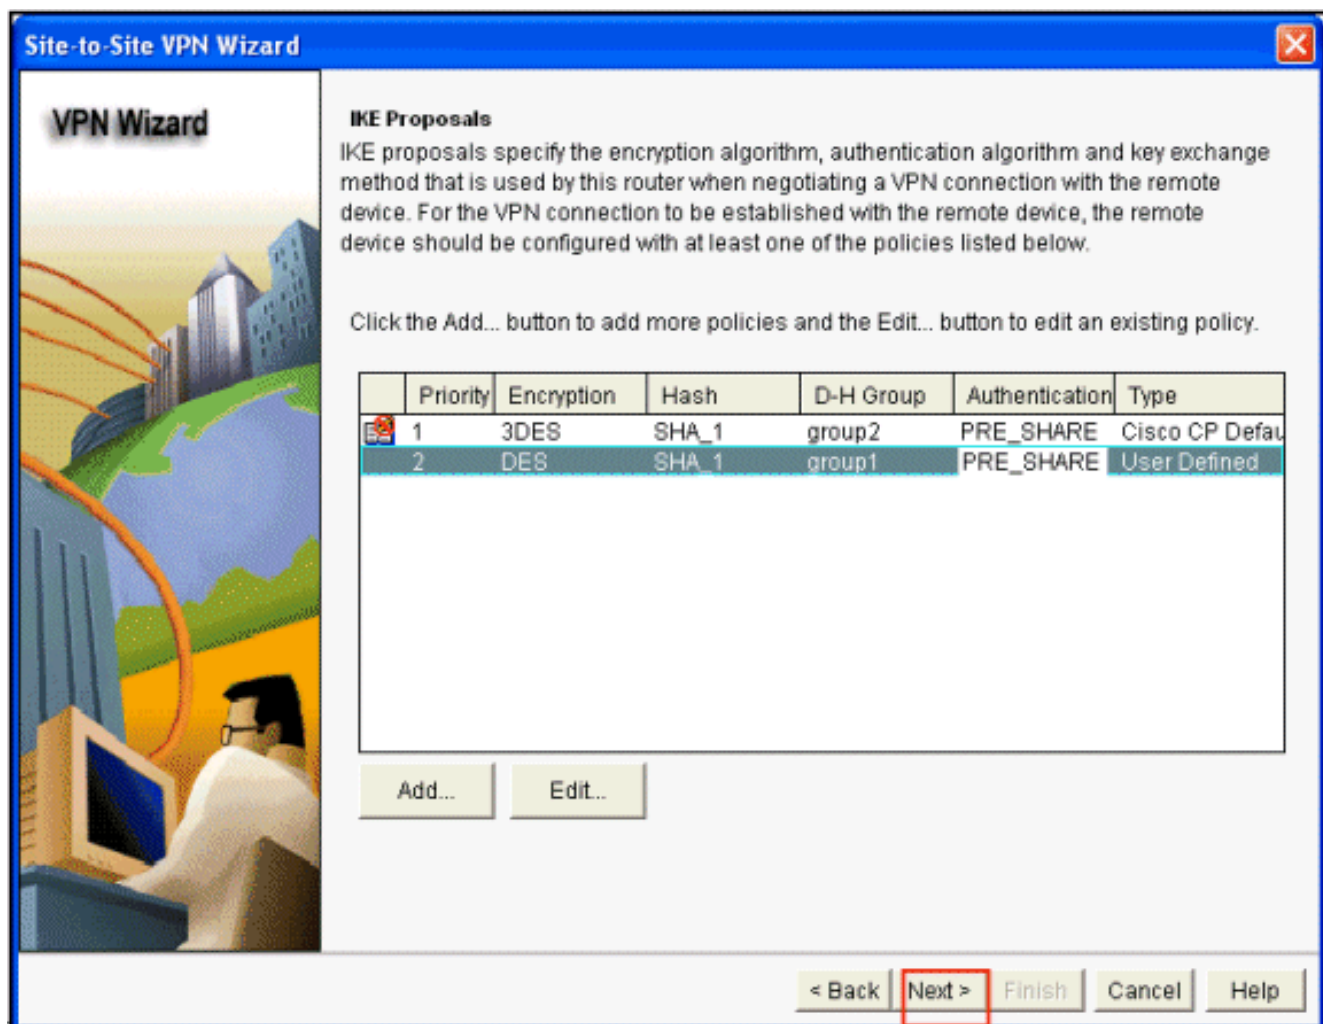 Site-to-Site VPN Wizard
VPN Wizard
IKE Proposals
IKE proposals specify the encryption algorithm, authentication algorithm and key exchange
method that is used by this router when negotiating a VPN connection with the remote
device. For the VPN connection to be established with the remote device, the remote
device should be configured with at least one of the policies listed below.
Click the Add... button to add more policies and the Edit... button to edit an existing policy.
Priority Encryption Hash D-H Group Authentication Type
1 3DES SHA_1 group2 PRE_SHARE Cisco CP Defau
2 DES SHA_1 group1 PRE_SHARE User Defined
Add... Edit...
< Back Next > Finish Cancel Help